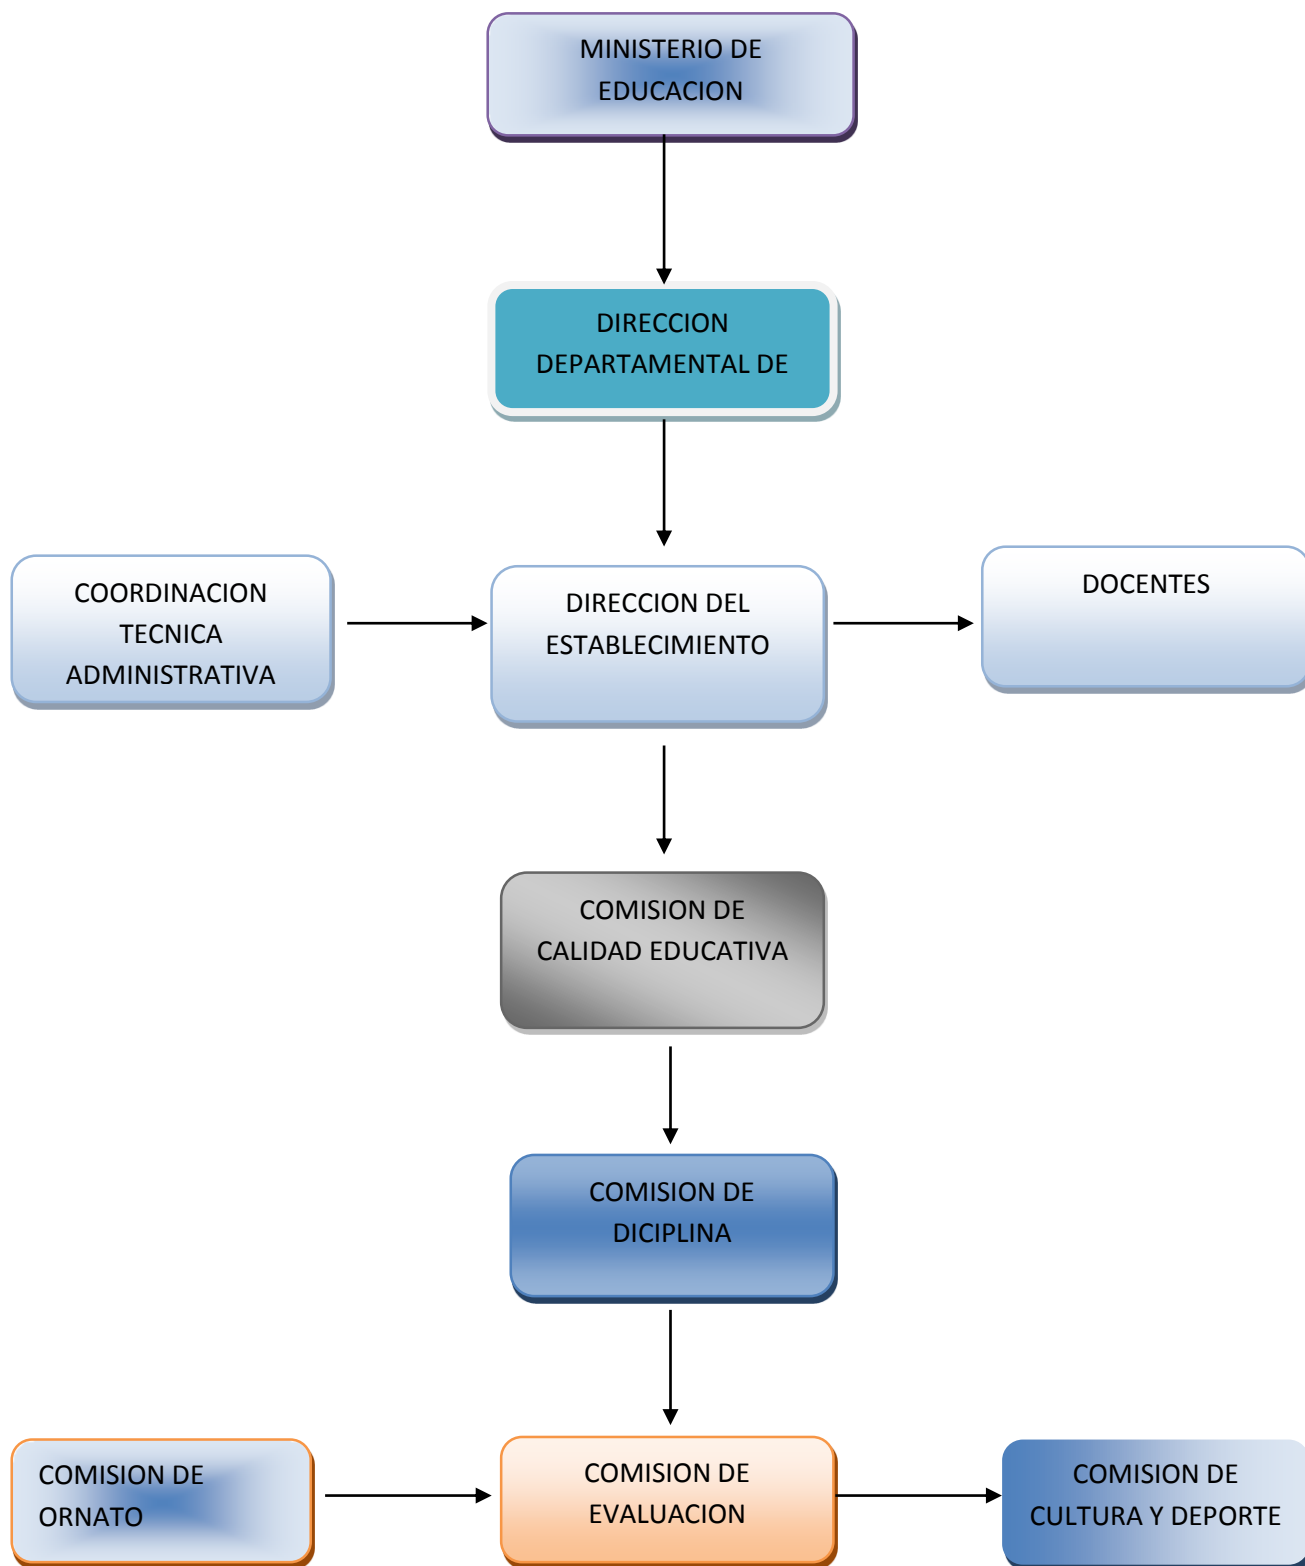 MINISTERIO DE
EDUCACION
DIRECCION
DEPARTAMENTAL DE
COORDINACION
TECNICA
ADMINISTRATIVA
DIRECCION DEL
ESTABLECIMIENTO
DOCENTES
COMISION DE
CALIDAD EDUCATIVA
COMISION DE
DICIPLINA
COMISION DE
ORNATO
COMISION DE
EVALUACION
COMISION DE
CULTURA Y DEPORTE